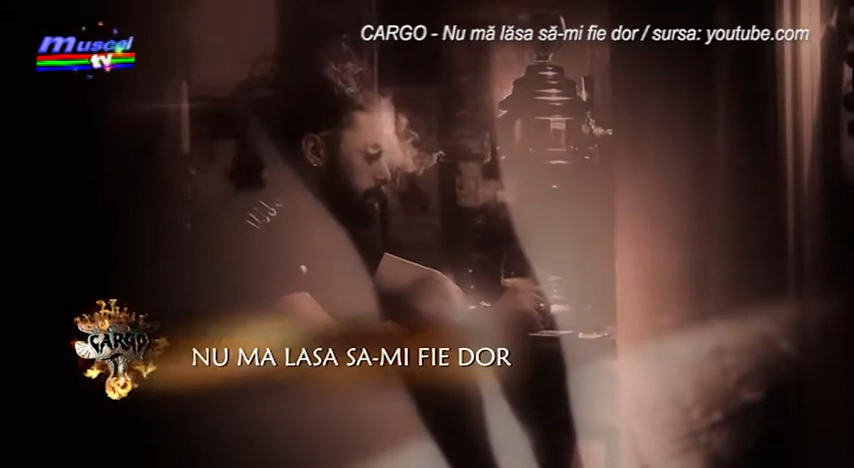 CARGO - Nu mă lăsa să-mi fie dor / sursa: youtube.com
muscel
tv
CARGO
NU MA LASA SA-MI FIE DOR